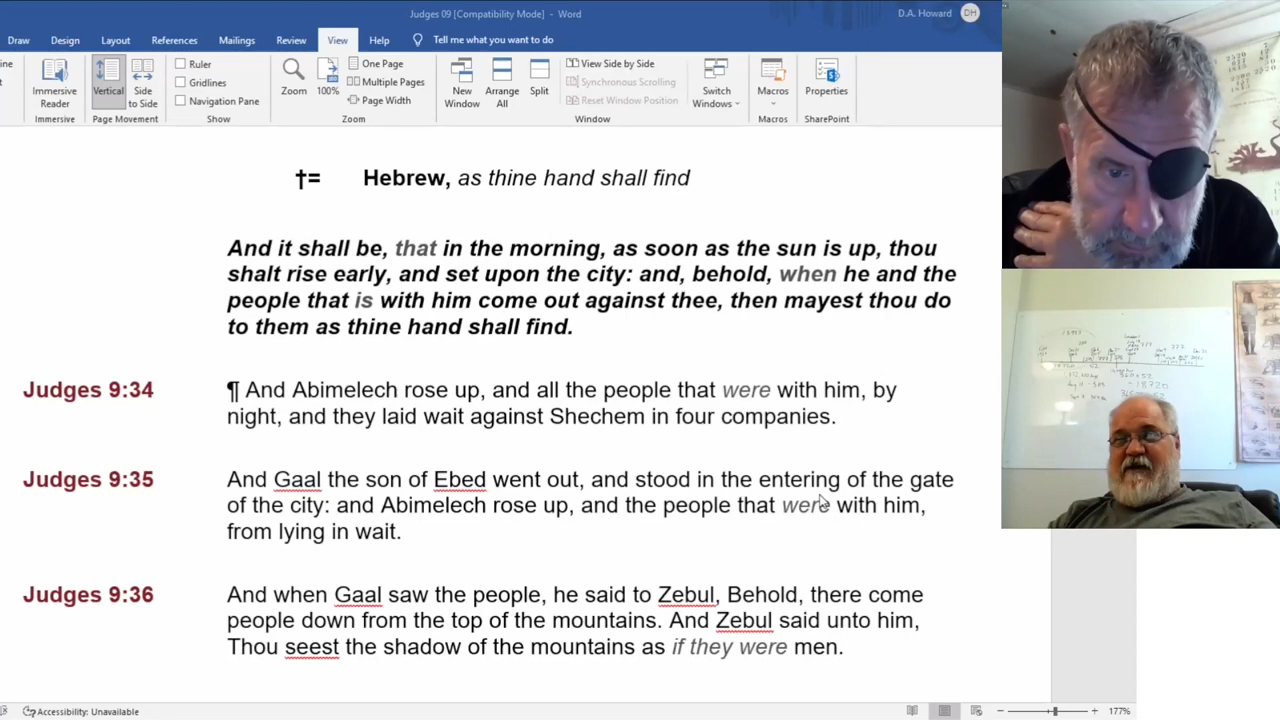 Judges 09 [Compatibility Mode] - Word
D.A. Howard DH
Draw Design Layout References Mailings Review View Help Tell me what you want to do
Immersive Reader
Immersive
Vertical
Side to Side
Page Movement
Ruler
Gridlines
Navigation Pane
Show
Zoom
100%
One Page
Multiple Pages
Page Width
Zoom
New Window
Arrange All
Split
View Side by Side
Synchronous Scrolling
Reset Window Position
Switch Windows
Window
Macros
Macros
Properties
SharePoint
†= Hebrew, as thine hand shall find
And it shall be, that in the morning, as soon as the sun is up, thou
shalt rise early, and set upon the city: and, behold, when he and the
people that is with him come out against thee, then mayest thou do
to them as thine hand shall find.
Judges 9:34 ¶ And Abimelech rose up, and all the people that were with him, by
night, and they laid wait against Shechem in four companies.
Judges 9:35 And Gaal the son of Ebed went out, and stood in the entering of the gate
of the city: and Abimelech rose up, and the people that were with him,
from lying in wait.
Judges 9:36 And when Gaal saw the people, he said to Zebul, Behold, there come
people down from the top of the mountains. And Zebul said unto him,
Thou seest the shadow of the mountains as if they were men.
Accessibility: Unavailable
177%